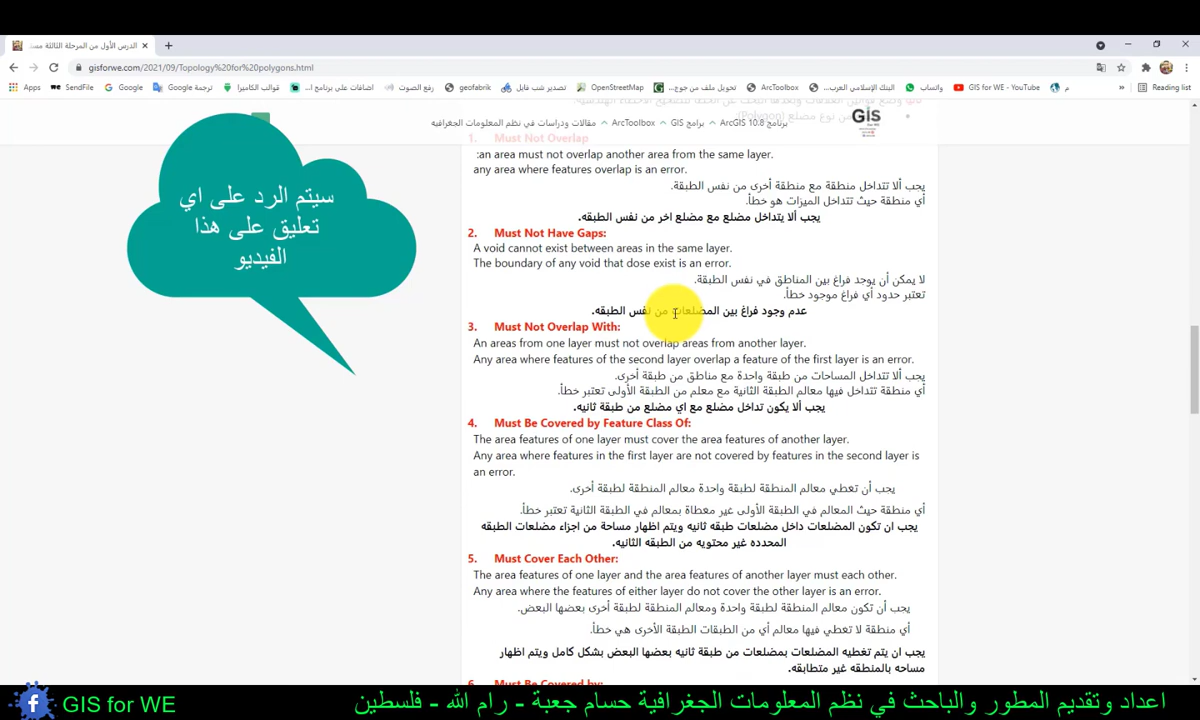 الدرس الأول من المرحلة الثالثة
gisforwe.com/2021/09/Topology%20for%20polygons.html
Apps
SendFile
Google
ترجمة Google
قوالب الكاميرا
اضافات على برنامج ا...
geofabrik
رفع الصوت
تصدير شب فايل
OpenStreetMap
تحويل ملف من جوج...
ArcToolbox
البنك الإسلامي العرب...
واتساب
GIS for WE - YouTube
م
»
Reading list
(Polygon) من نوع مضلع
برنامج ArcGIS 10.8
برامج GIS
ArcToolbox
مقالات ودراسات في نظم المعلومات الجغرافيه
GIS
1. Must Not Overlap
:an area must not overlap another area from the same layer.
any area where features overlap is an error.
يجب ألا تتداخل منطقة مع منطقة أخرى من نفس الطبقة.
أي منطقة حيث تتداخل الميزات هو خطأ.
يجب ألا يتداخل مضلع مع مضلع اخر من نفس الطبقه.
2. Must Not Have Gaps:
A void cannot exist between areas in the same layer.
The boundary of any void that dose exist is an error.
لا يمكن أن يوجد فراغ بين المناطق في نفس الطبقة.
تعتبر حدود أي فراغ موجود خطأ.
عدم وجود فراغ بين المضلعات من نفس الطبقه.
3. Must Not Overlap With:
An areas from one layer must not overlap areas from another layer.
Any area where features of the second layer overlap a feature of the first layer is an error.
يجب ألا تتداخل المساحات من طبقة واحدة مع مناطق من طبقة أخرى.
أي منطقة تتداخل فيها معالم الطبقة الثانية مع معلم من الطبقة الأولى تعتبر خطأ.
يجب ألا يكون تداخل مضلع مع اي مضلع من طبقة ثانيه.
4. Must Be Covered by Feature Class Of:
The area features of one layer must cover the area features of another layer.
Any area where features in the first layer are not covered by features in the second layer is
an error.
يجب أن تغطي معالم المنطقة لطبقة واحدة معالم المنطقة لطبقة أخرى.
أي منطقة حيث المعالم في الطبقة الأولى غير مغطاة بمعالم في الطبقة الثانية تعتبر خطأ.
يجب ان تكون المضلعات داخل مضلعات طبقه ثانيه ويتم اظهار مساحة من اجزاء مضلعات الطبقه
المحدده غير محتويه من الطبقه الثانيه.
5. Must Cover Each Other:
The area features of one layer and the area features of another layer must each other.
Any area where the features of either layer do not cover the other layer is an error.
يجب أن تكون معالم المنطقة لطبقة واحدة ومعالم المنطقة لطبقة أخرى بعضها البعض.
أي منطقة لا تغطي فيها معالم أي من الطبقات الطبقة الأخرى هي خطأ.
يجب ان يتم تغطيه المضلعات بمضلعات من طبقة ثانيه بعضها البعض بشكل كامل ويتم اظهار
مساحه بالمنطقه غير متطابقه.
6. Must Be Covered by:
سيتم الرد على اي
تعليق على هذا
الفيديو
GIS for WE
اعداد وتقديم المطور والباحث في نظم المعلومات الجغرافية حسام جعبة - رام الله - فلسطين